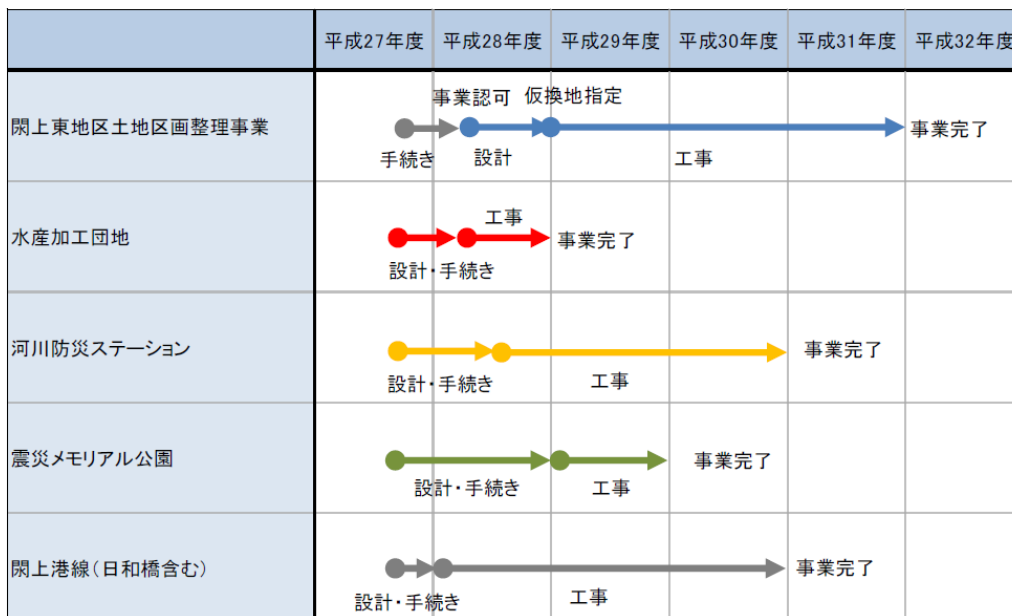 平成27年度 平成28年度 平成29年度 平成30年度 平成31年度 平成32年度
閖上東地区土地区画整理事業
事業認可 仮換地指定
事業完了
手続き 設計 工事
水産加工団地
工事
事業完了
設計・手続き
河川防災ステーション
事業完了
設計・手続き 工事
震災メモリアル公園
事業完了
設計・手続き 工事
閖上港線(日和橋含む)
事業完了
設計・手続き 工事